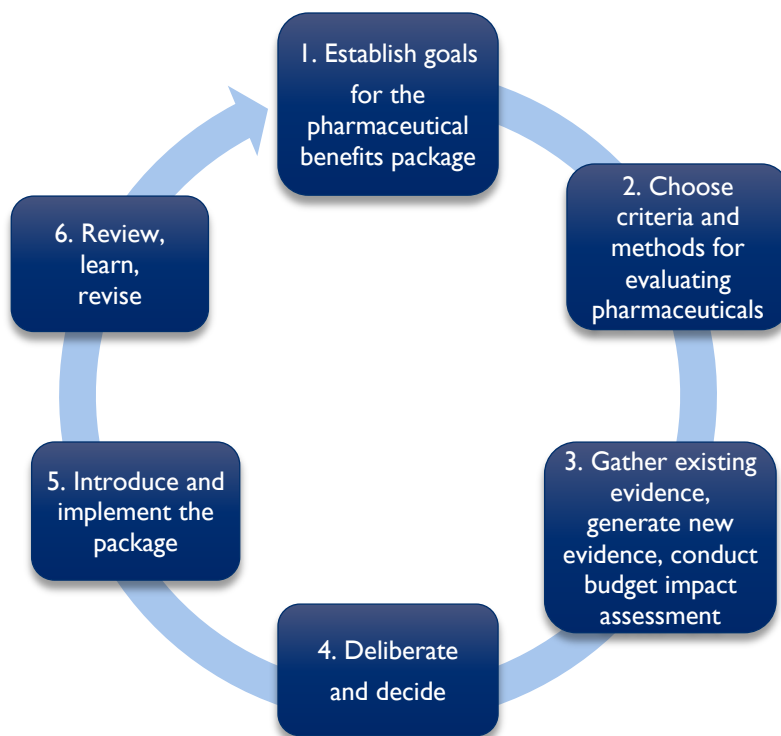 1. Establish goals
for the
pharmaceutical
benefits package
2. Choose
criteria and
methods for
evaluating
pharmaceuticals
3. Gather existing
evidence,
generate new
evidence, conduct
budget impact
assessment
4. Deliberate
and decide
5. Introduce and
implement the
package
6. Review,
learn,
revise